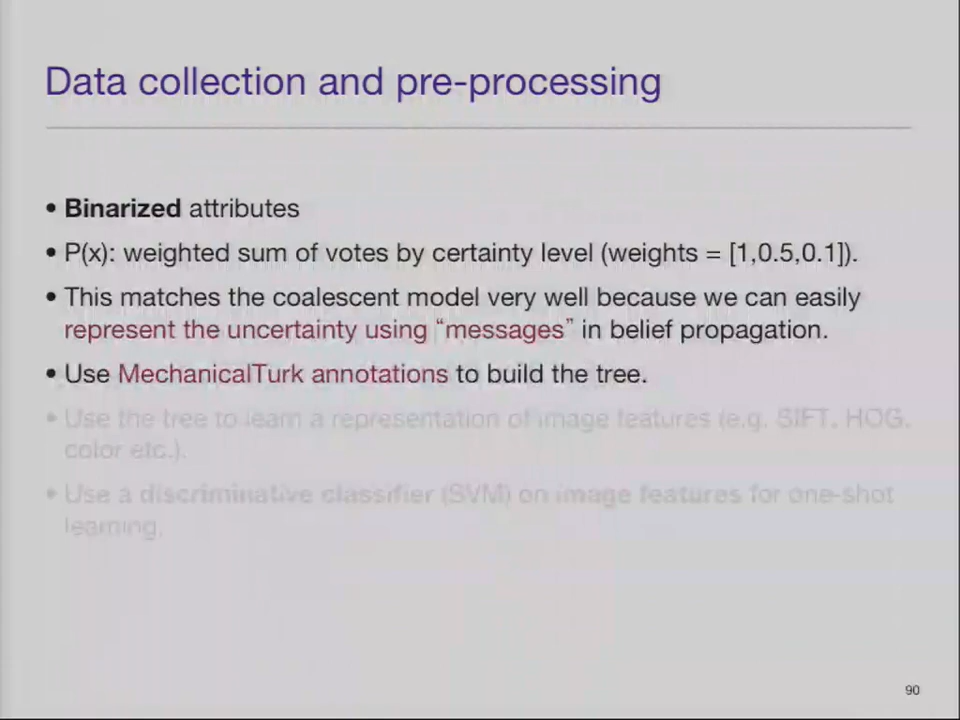 Data collection and pre-processing
• Binarized attributes
• P(x): weighted sum of votes by certainty level (weights = [1,0.5,0.1]).
• This matches the coalescent model very well because we can easily
represent the uncertainty using “messages” in belief propagation.
• Use MechanicalTurk annotations to build the tree.
• Use the tree to learn a representation of image features (e.g. SIFT, HOG,
color etc.).
• Use a discriminative classifier (SVM) on image features for one-shot
learning.
90